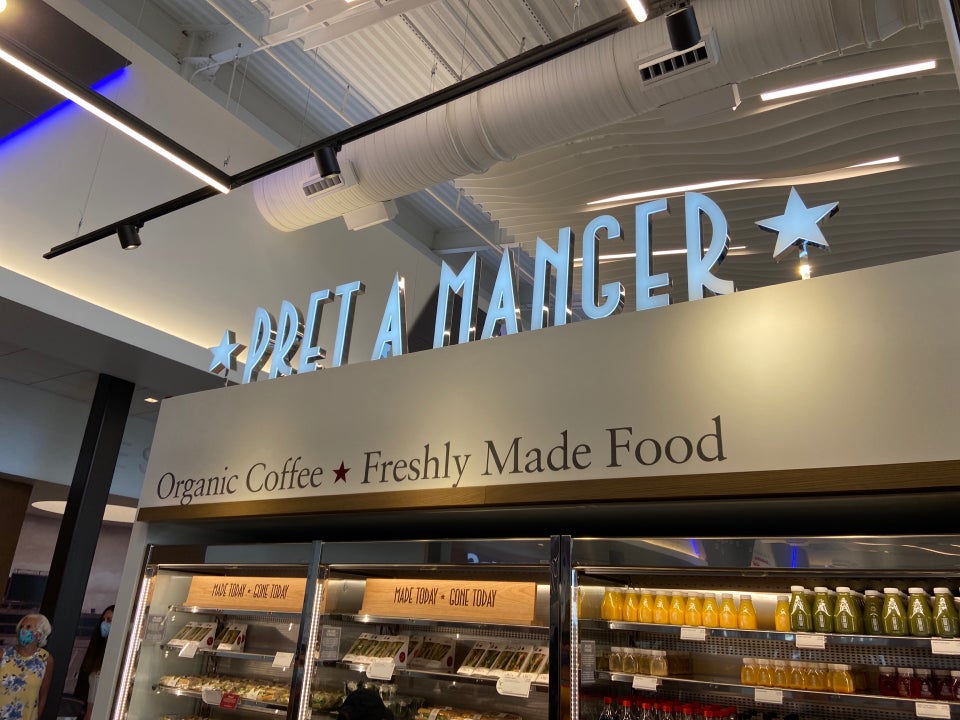 ★ PRET A MANGER ★
Organic Coffee ★ Freshly Made Food
MADE TODAY ★ GONE TODAY
MADE TODAY ★ GONE TODAY